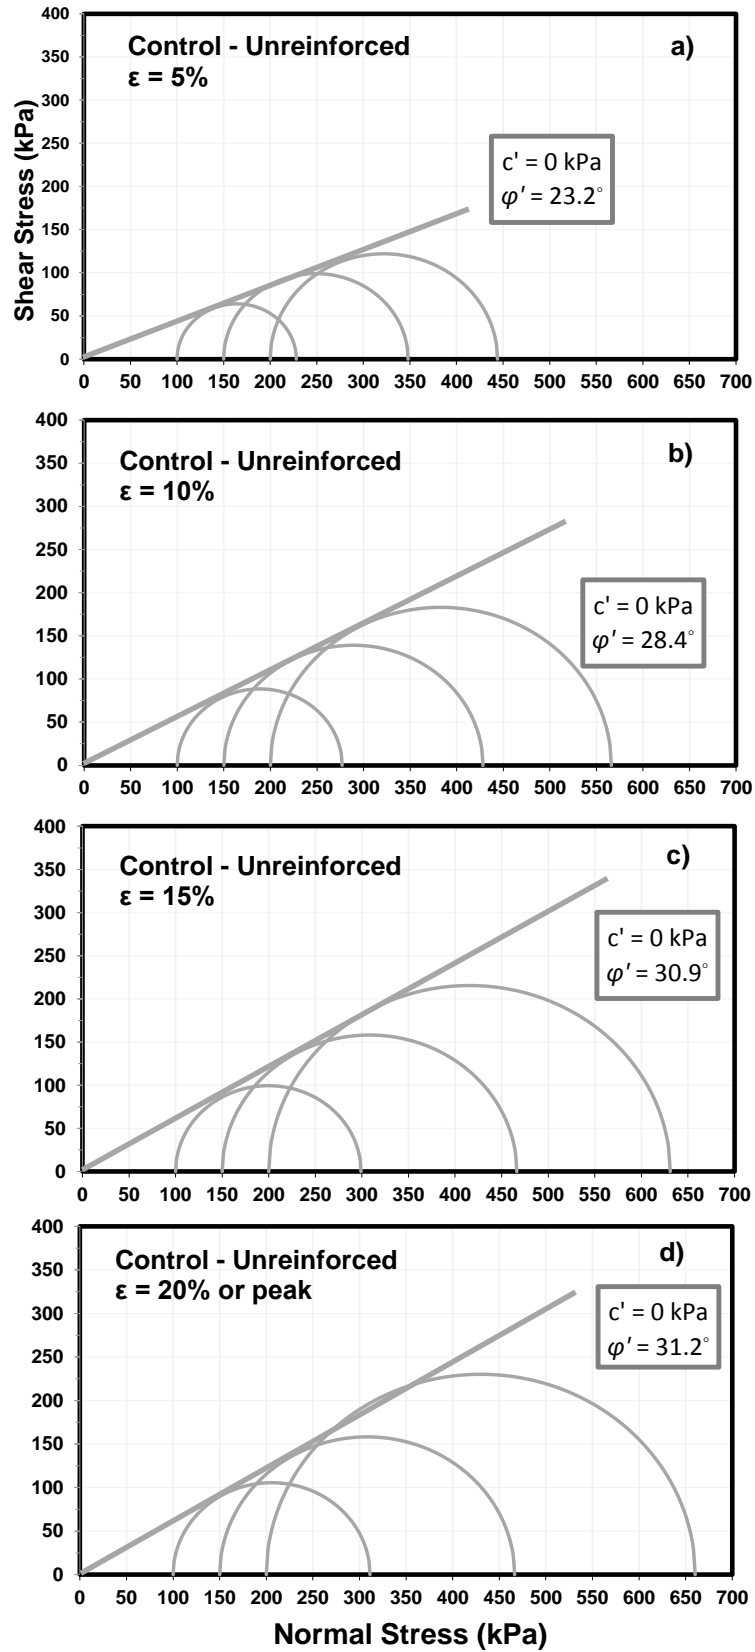 400
350
300
250
200
150
100
50
0
Shear Stress (kPa)
Control - Unreinforced
ε = 5%
a)
c' = 0 kPa
φ' = 23.2°
0 50 100 150 200 250 300 350 400 450 500 550 600 650 700
400
350
300
250
200
150
100
50
0
Control - Unreinforced
ε = 10%
b)
c' = 0 kPa
φ' = 28.4°
0 50 100 150 200 250 300 350 400 450 500 550 600 650 700
400
350
300
250
200
150
100
50
0
Control - Unreinforced
ε = 15%
c)
c' = 0 kPa
φ' = 30.9°
0 50 100 150 200 250 300 350 400 450 500 550 600 650 700
400
350
300
250
200
150
100
50
0
Control - Unreinforced
ε = 20% or peak
d)
c' = 0 kPa
φ' = 31.2°
0 50 100 150 200 250 300 350 400 450 500 550 600 650 700
Normal Stress (kPa)